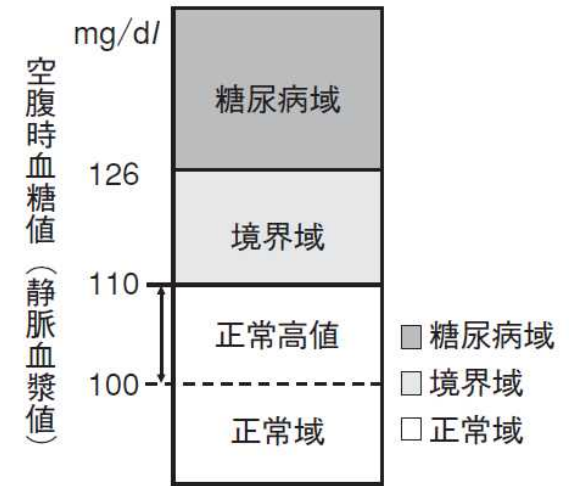 mg/dl
空腹時血糖値（静脈血漿値）
糖尿病域
126
境界域
110
正常高値
100
正常域
糖尿病域
境界域
正常域